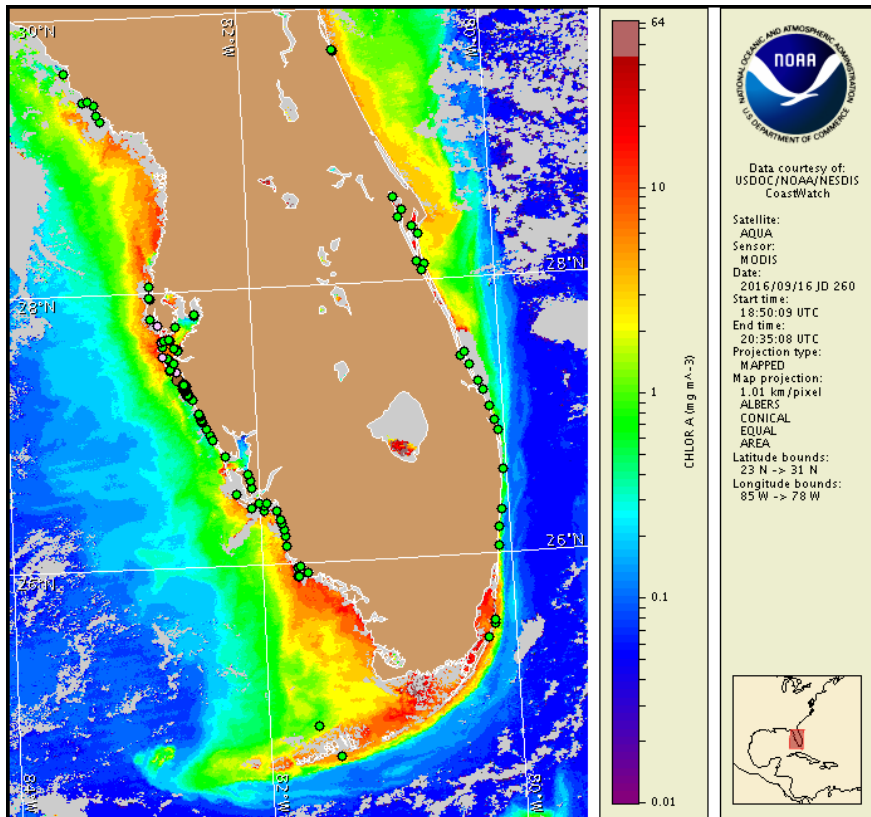 30°N
82°W
80°W
28°N
28°N
26°N
26°N
84°W
82°W
80°W
64
10
1
0.1
0.01
CHLOR A (mg m^-3)
NATIONAL OCEANIC AND ATMOSPHERIC ADMINISTRATION
NOAA
U.S. DEPARTMENT OF COMMERCE
Data courtesy of:
USDOC/NOAA/NESDIS
CoastWatch
Satellite:
AQUA
Sensor:
MODIS
Date:
2016/09/16 JD 260
Start time:
18:50:09 UTC
End time:
20:35:08 UTC
Projection type:
MAPPED
Map projection:
1.01 km/pixel
ALBERS
CONICAL
EQUAL
AREA
Latitude bounds:
23 N -> 31 N
Longitude bounds:
85 W -> 78 W